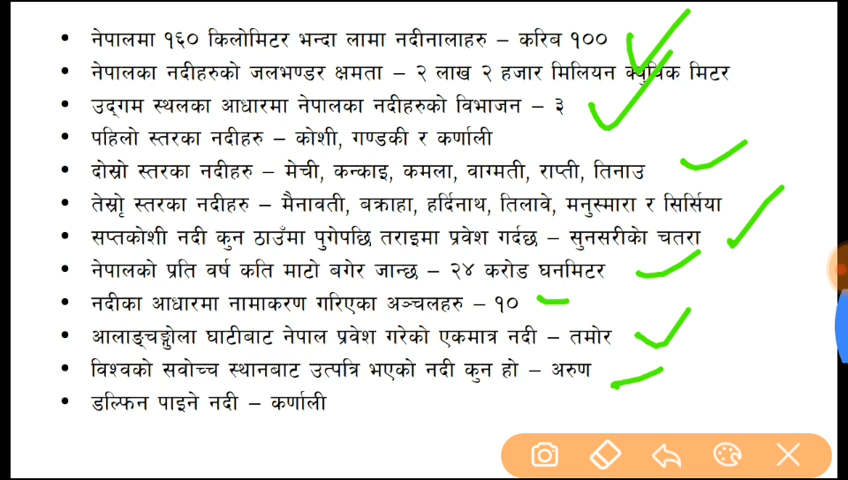 • नेपालमा १६० किलोमिटर भन्दा लामा नदीनालाहरु – करिब १००
• नेपालका नदीहरुको जलभण्डर क्षमता – २ लाख २ हजार मिलियन क्युविक मिटर
• उद्गम स्थलका आधारमा नेपालका नदीहरुको विभाजन – ३
• पहिलो स्तरका नदीहरु – कोशी, गण्डकी र कर्णाली
• दोस्रो स्तरका नदीहरु – मेची, कन्काइ, कमला, वाग्मती, राप्ती, तिनाउ
• तेस्रो स्तरका नदीहरु – मैनावती, बक्राहा, हर्दिनाथ, तिलावे, मनुस्मारा र सिर्सिया
• सप्तकोशी नदी कुन ठाउँमा पुगेपछि तराइमा प्रवेश गर्दछ – सुनसरीको चतरा
• नेपालको प्रति वर्ष कति माटो बगेर जान्छ – २४ करोड घनमिटर
• नदीका आधारमा नामाकरण गरिएका अञ्चलहरु – १०
• आलाङ्चङ्गोला घाटीबाट नेपाल प्रवेश गरेको एकमात्र नदी – तमोर
• विश्वको सवोच्च स्थानबाट उत्पत्रि भएको नदी कुन हो – अरुण
• डल्फिन पाइने नदी – कर्णाली